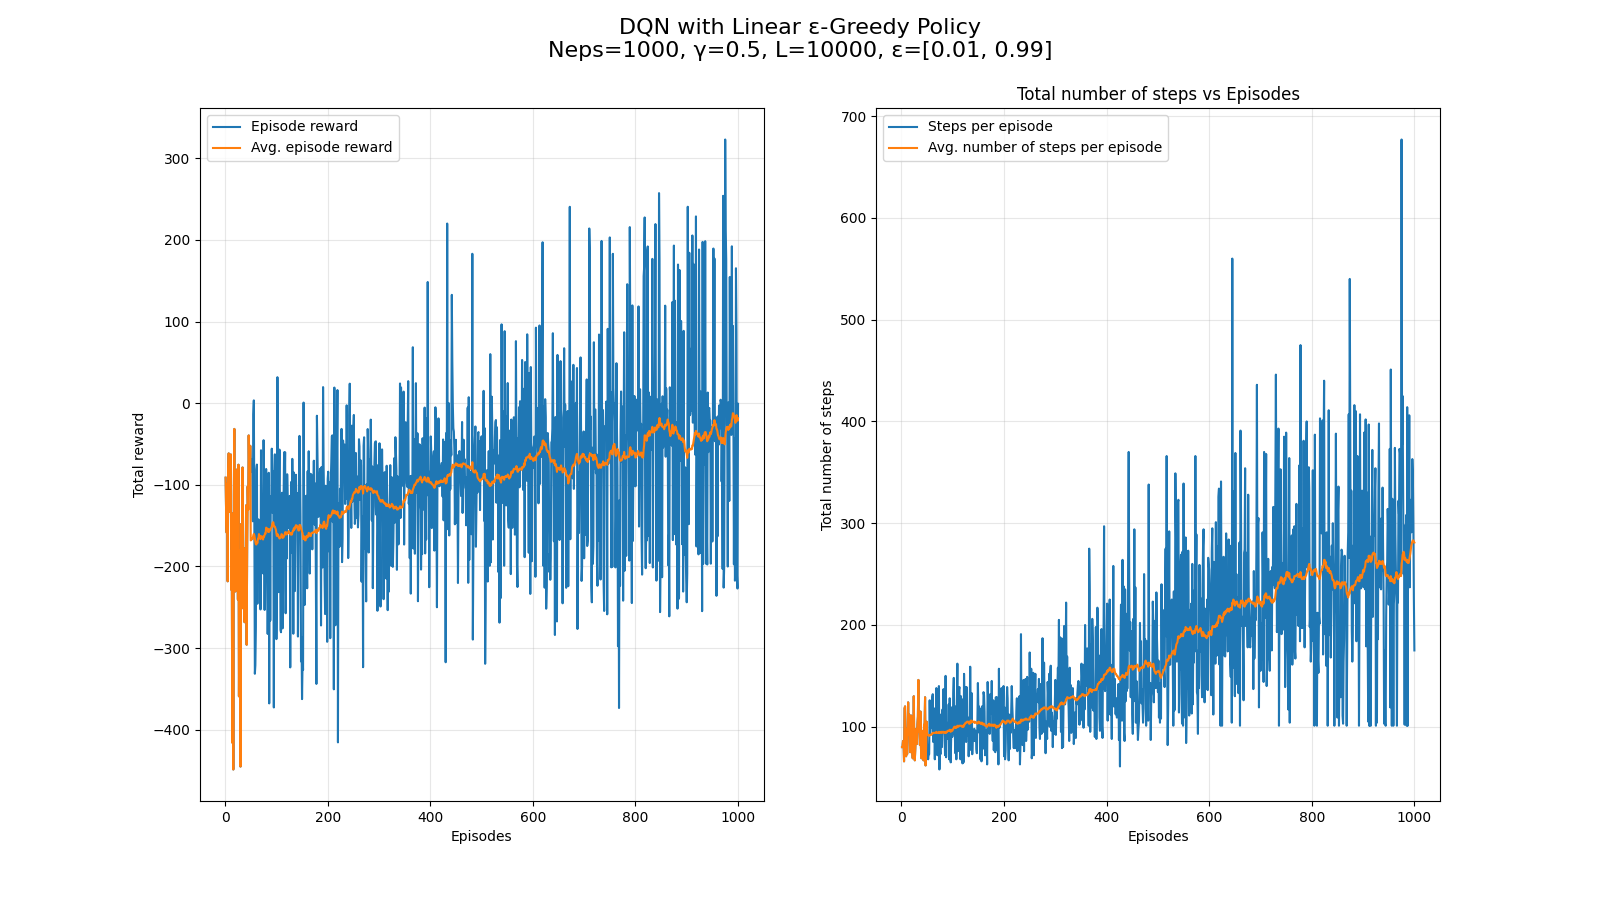 DQN with Linear ε-Greedy Policy
Neps=1000, γ=0.5, L=10000, ε=[0.01, 0.99]
Episode reward
Avg. episode reward
300
200
100
0
−100
−200
−300
−400
Total reward
0 200 400 600 800 1000
Episodes
Total number of steps vs Episodes
Steps per episode
Avg. number of steps per episode
700
600
500
400
300
200
100
Total number of steps
0 200 400 600 800 1000
Episodes